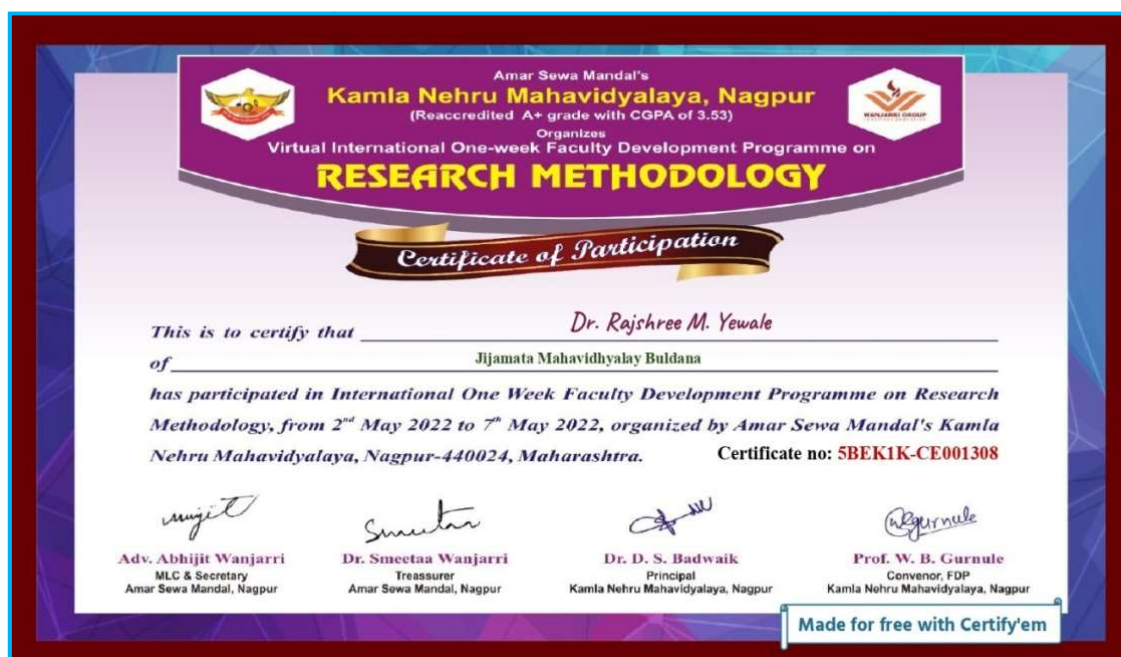 Amar Sewa Mandal's
Kamla Nehru Mahavidyalaya, Nagpur
(Reaccredited A+ grade with CGPA of 3.53)
Organizes
Virtual International One-week Faculty Development Programme on
RESEARCH METHODOLOGY
WANJARRI GROUP
Certificate of Participation
This is to certify that Dr. Rajshree M. Yewale
of Jijamata Mahavidhyalay Buldana
has participated in International One Week Faculty Development Programme on Research
Methodology, from 2nd May 2022 to 7th May 2022, organized by Amar Sewa Mandal's Kamla
Nehru Mahavidyalaya, Nagpur-440024, Maharashtra. Certificate no: 5BEK1K-CE001308
Adv. Abhijit Wanjarri
MLC & Secretary
Amar Sewa Mandal, Nagpur
Dr. Smeetaa Wanjarri
Treassurer
Amar Sewa Mandal, Nagpur
Dr. D. S. Badwaik
Principal
Kamla Nehru Mahavidyalaya, Nagpur
WBGurnule
Prof. W. B. Gurnule
Convenor, FDP
Kamla Nehru Mahavidyalaya, Nagpur
Made for free with Certify'em